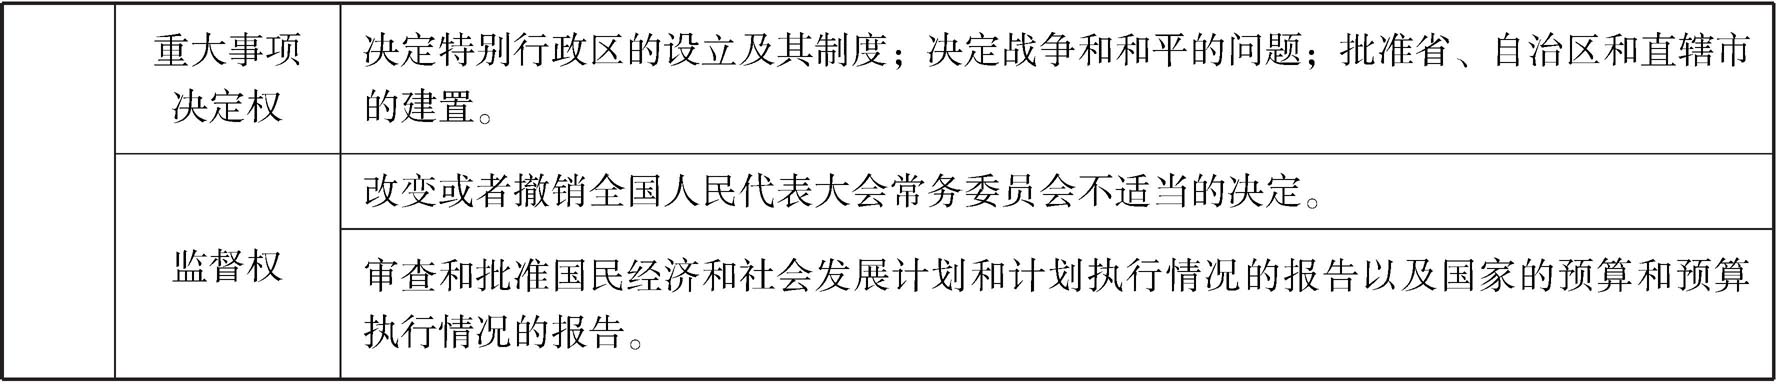 重大事项
决定权
决定特别行政区的设立及其制度；决定战争和和平的问题；批准省、自治区和直辖市
的建置。
监督权
改变或者撤销全国人民代表大会常务委员会不适当的决定。
审查和批准国民经济和社会发展计划和计划执行情况的报告以及国家的预算和预算
执行情况的报告。